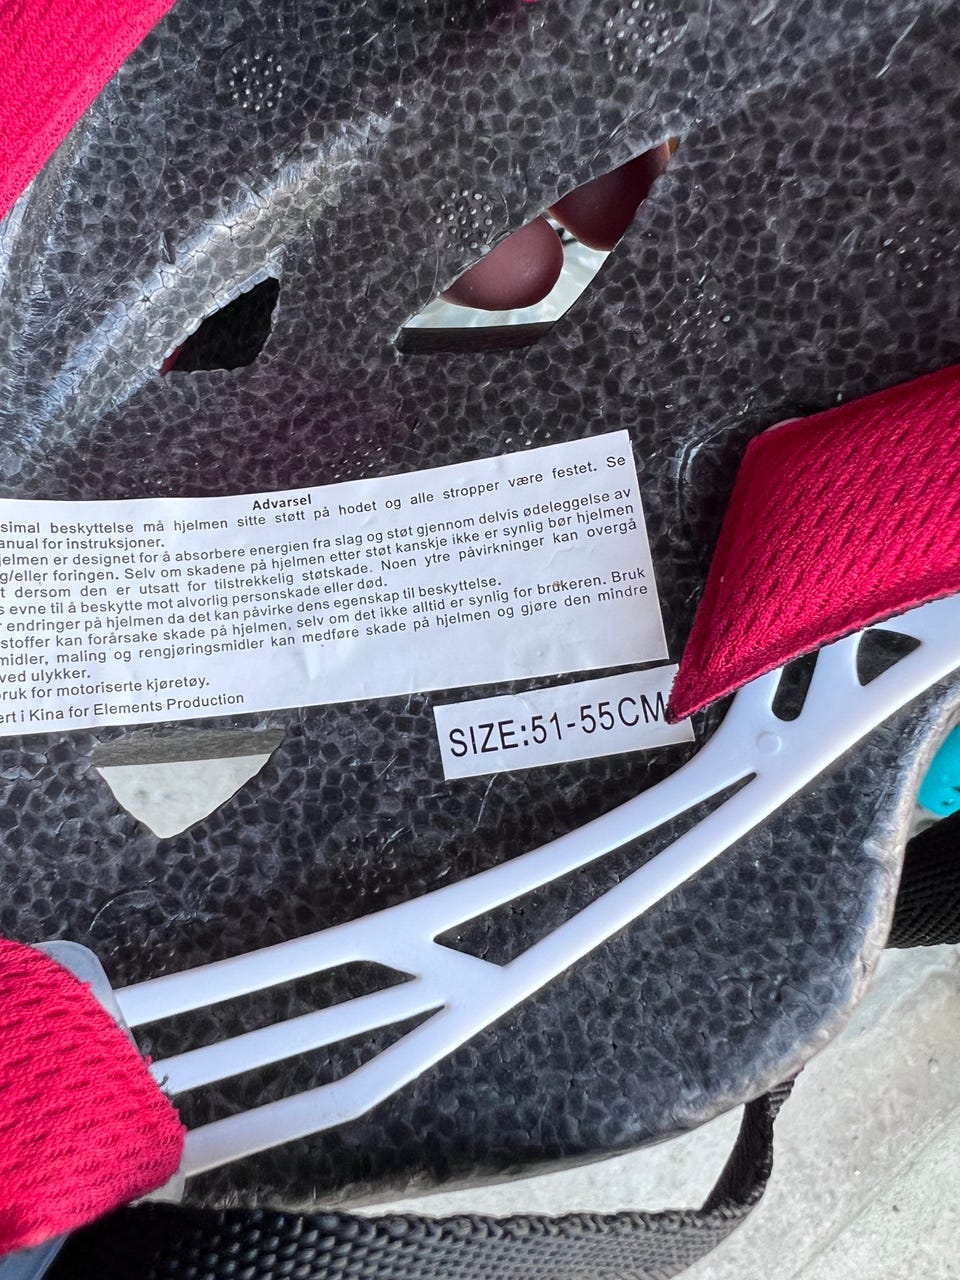 Advarsel
simal beskyttelse må hjelmen sitte støtt på hodet og alle stropper være festet. Se
anual for instruksjoner.
jelmen er designet for å absorbere energien fra slag og støt gjennom delvis ødeleggelse av
g/eller foringen. Selv om skadene på hjelmen etter støt kanskje ikke er synlig bør hjelmen
t dersom den er utsatt for tilstrekkelig støtskade. Noen ytre påvirkninger kan overgå
s evne til å beskytte mot alvorlig personskade eller død.
r endringer på hjelmen da det kan påvirke dens egenskap til beskyttelse.
stoffer kan forårsake skade på hjelmen, selv om det ikke alltid er synlig for brukeren. Bruk
midler, maling og rengjøringsmidler kan medføre skade på hjelmen og gjøre den mindre
ved ulykker.
bruk for motoriserte kjøretøy.
ert i Kina for Elements Production
SIZE:51-55CM